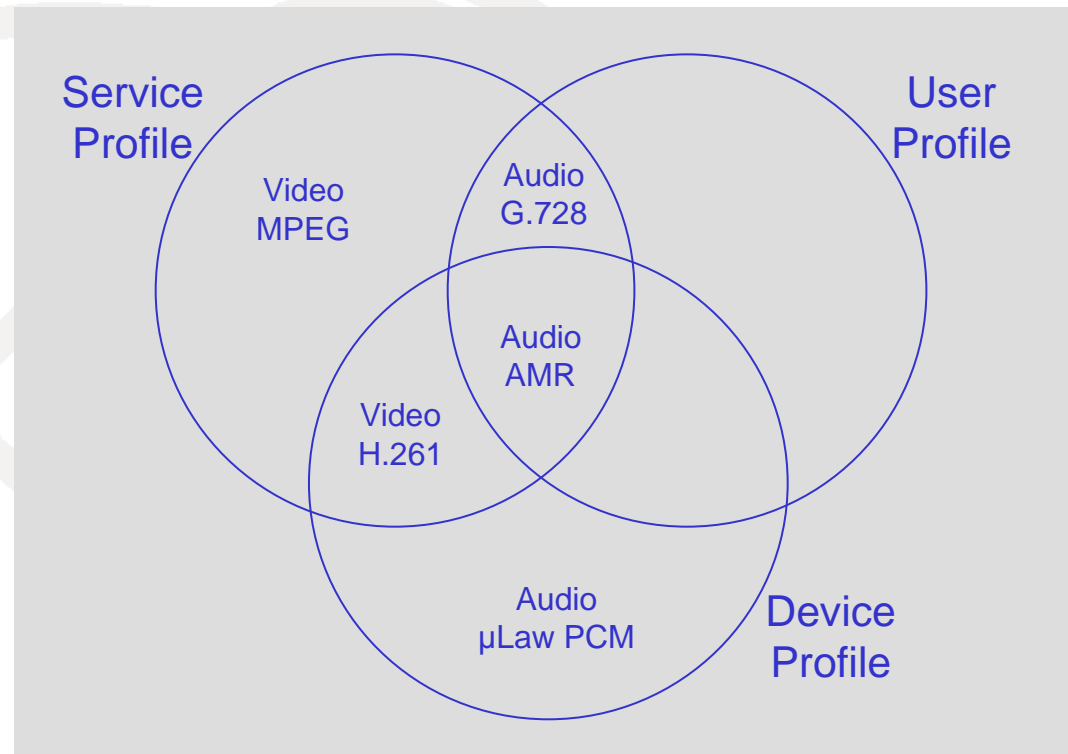 Service
Profile
User
Profile
Video
MPEG
Audio
G.728
Audio
AMR
Video
H.261
Audio
µLaw PCM
Device
Profile